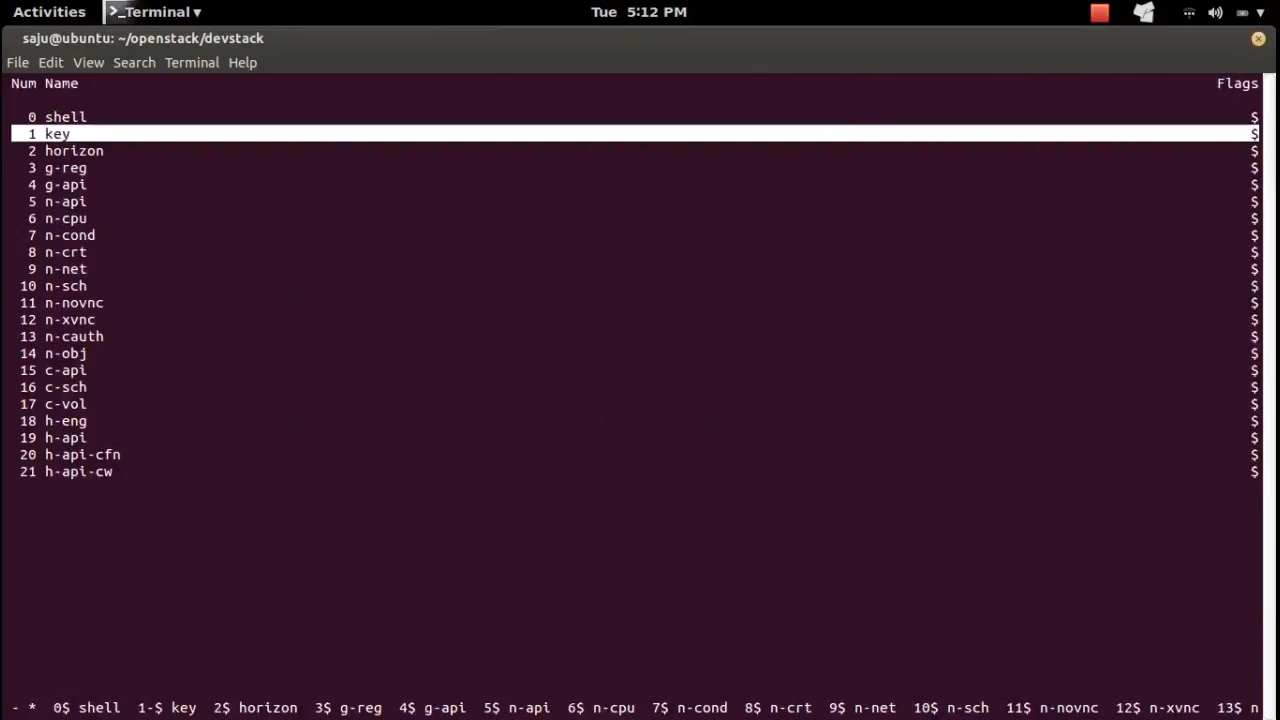 Activities >_Terminal ▾ Tue 5:12 PM
saju@ubuntu: ~/openstack/devstack
File Edit View Search Terminal Help
Num Name Flags
0 shell $
1 key $
2 horizon $
3 g-reg $
4 g-api $
5 n-api $
6 n-cpu $
7 n-cond $
8 n-crt $
9 n-net $
10 n-sch $
11 n-novnc $
12 n-xvnc $
13 n-cauth $
14 n-obj $
15 c-api $
16 c-sch $
17 c-vol $
18 h-eng $
19 h-api $
20 h-api-cfn $
21 h-api-cw $
- * 0$ shell 1-$ key 2$ horizon 3$ g-reg 4$ g-api 5$ n-api 6$ n-cpu 7$ n-cond 8$ n-crt 9$ n-net 10$ n-sch 11$ n-novnc 12$ n-xvnc 13$ n